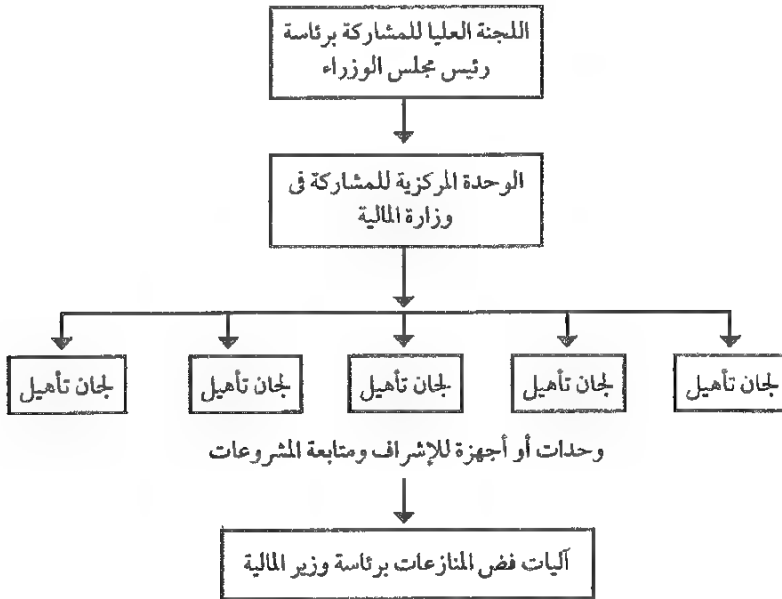 اللجنة العليا للمشاركة برئاسة
رئيس مجلس الوزراء
الوحدة المركزية للمشاركة فى
وزارة المالية
لجان تأهيل
لجان تأهيل
لجان تأهيل
لجان تأهيل
لجان تأهيل
وحدات أو أجهزة للإشراف ومتابعة المشروعات
آليات فض المنازعات برئاسة وزير المالية